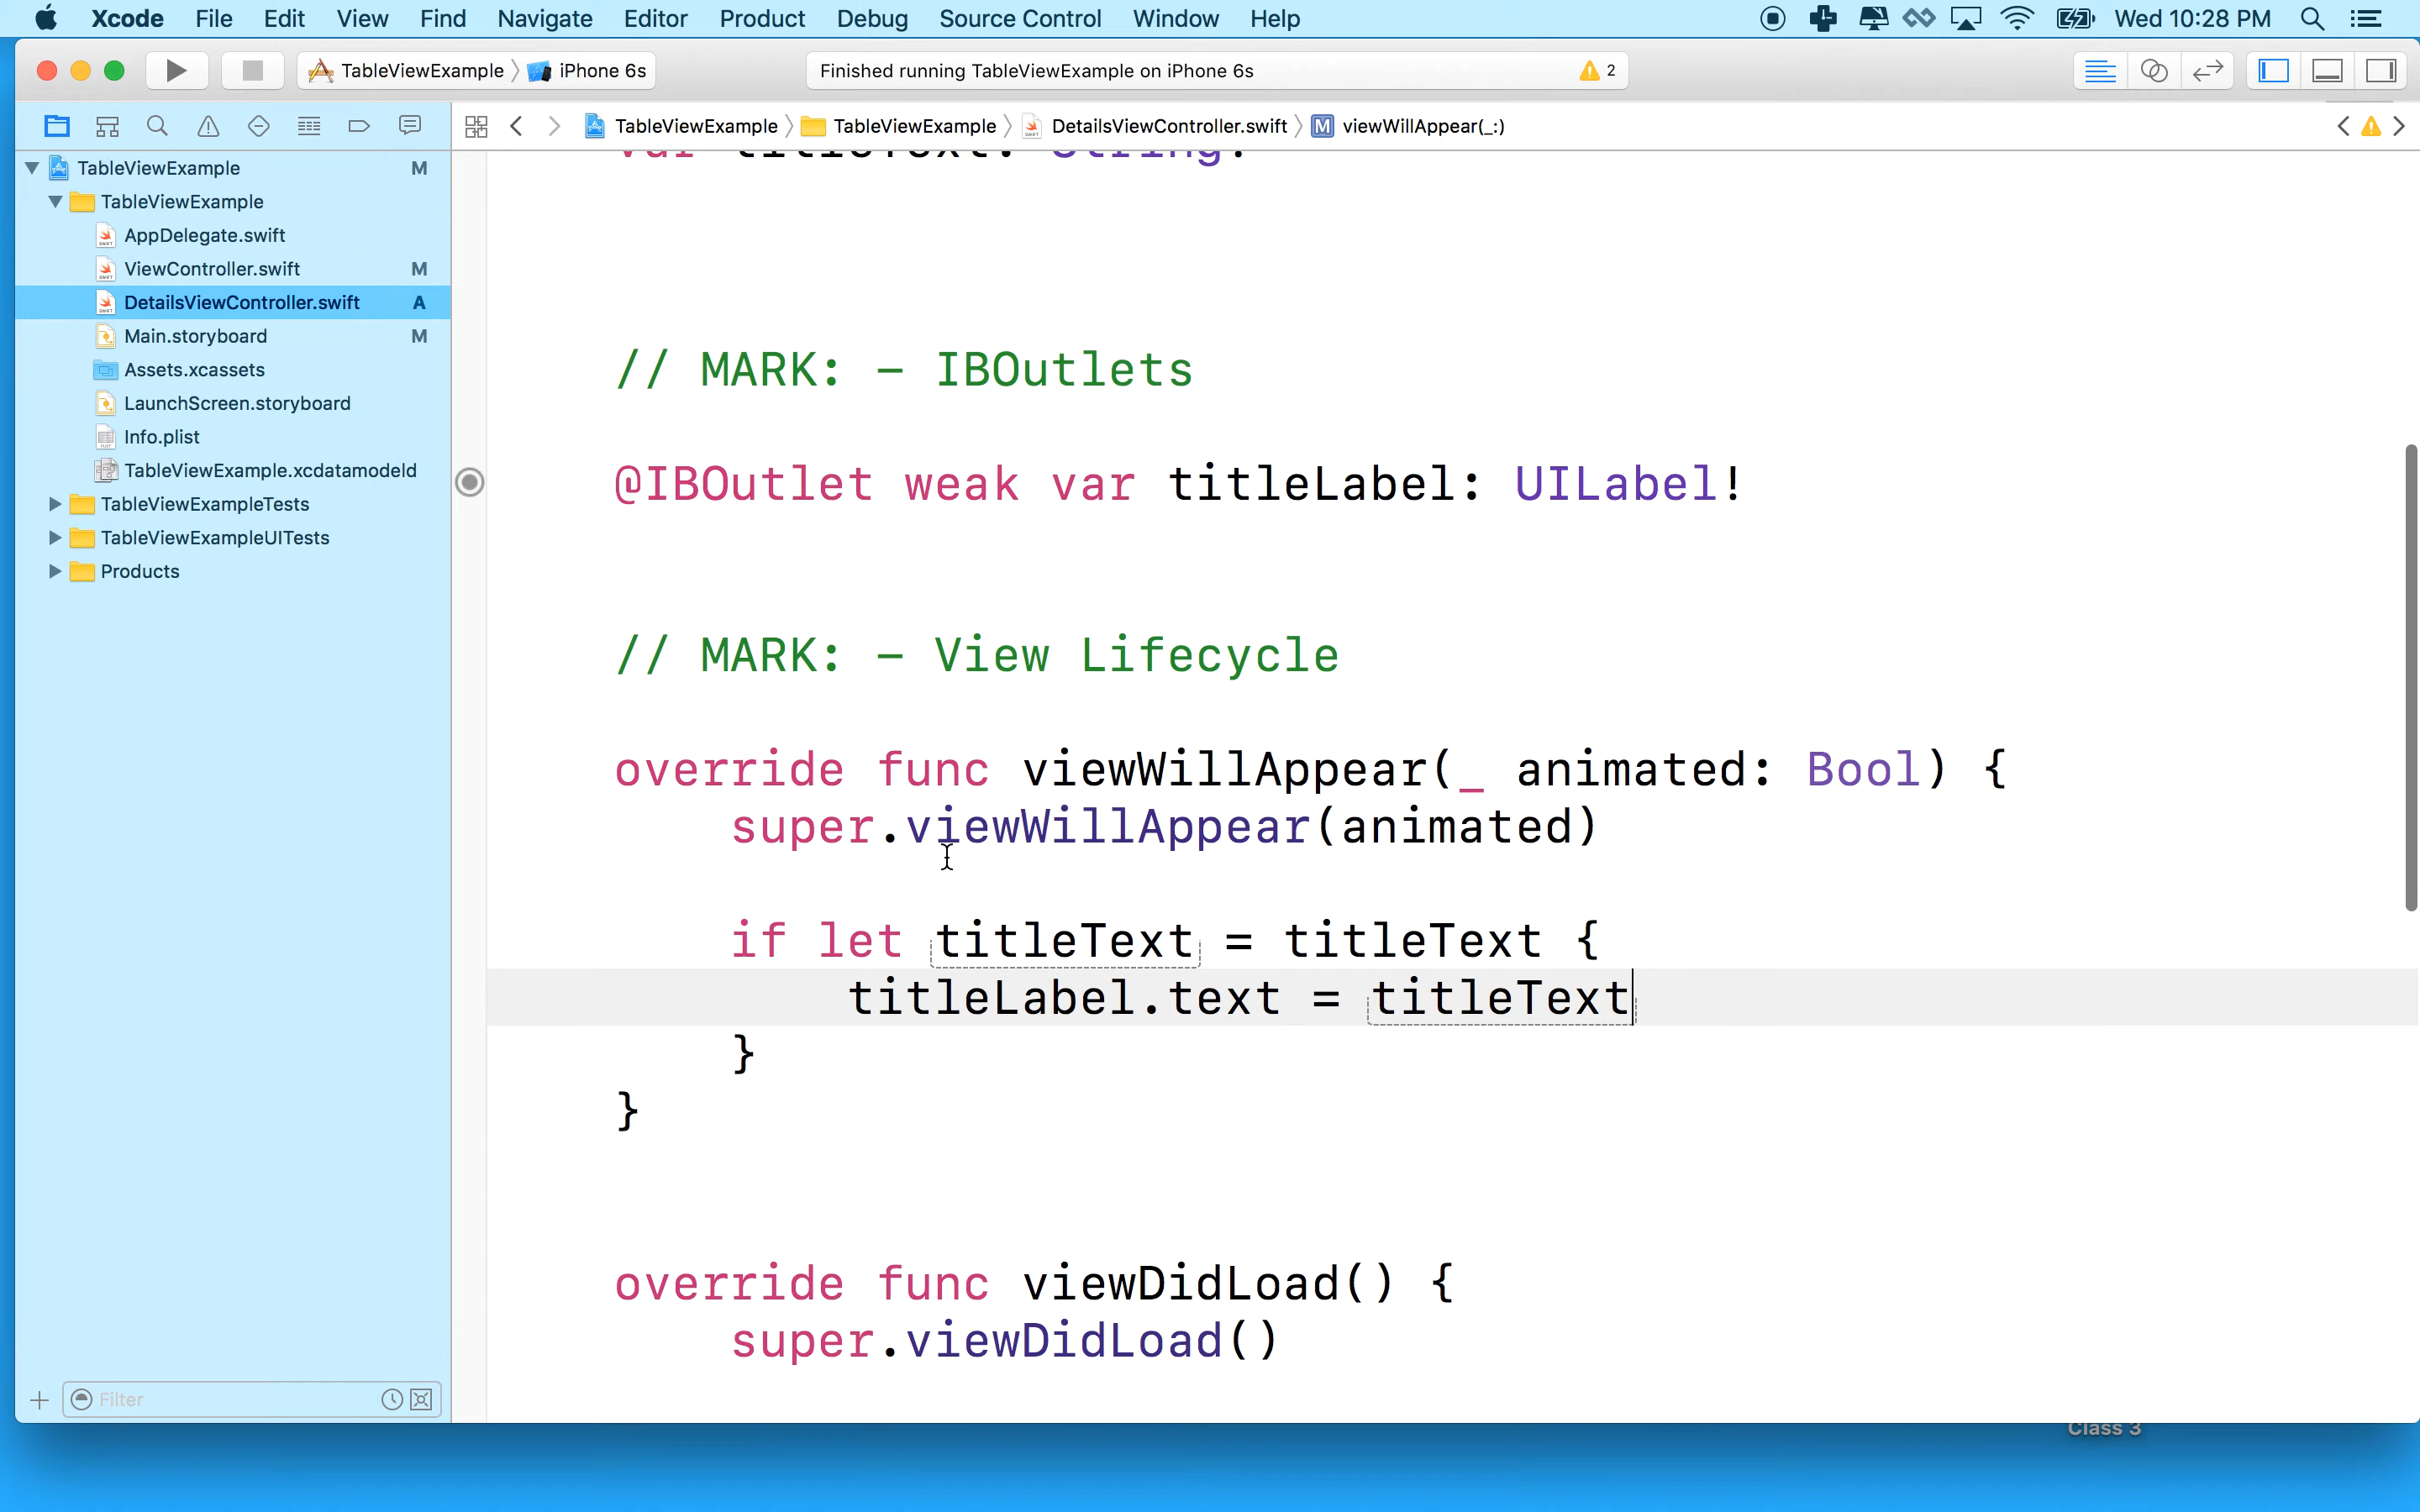 Xcode File Edit View Find Navigate Editor Product Debug Source Control Window Help Wed 10:28 PM
TableViewExample iPhone 6s Finished running TableViewExample on iPhone 6s 2
TableViewExample TableViewExample DetailsViewController.swift M viewWillAppear(_:)
TableViewExample M
TableViewExample
AppDelegate.swift
ViewController.swift M
DetailsViewController.swift A
Main.storyboard M
Assets.xcassets
LaunchScreen.storyboard
Info.plist
TableViewExample.xcdatamodeld
TableViewExampleTests
TableViewExampleUITests
Products
Filter
var titleText: String!
// MARK: - IBOutlets
@IBOutlet weak var titleLabel: UILabel!
// MARK: - View Lifecycle
override func viewWillAppear(_ animated: Bool) {
super.viewWillAppear(animated)
if let titleText = titleText {
titleLabel.text = titleText
}
}
override func viewDidLoad() {
super.viewDidLoad()
Class 3